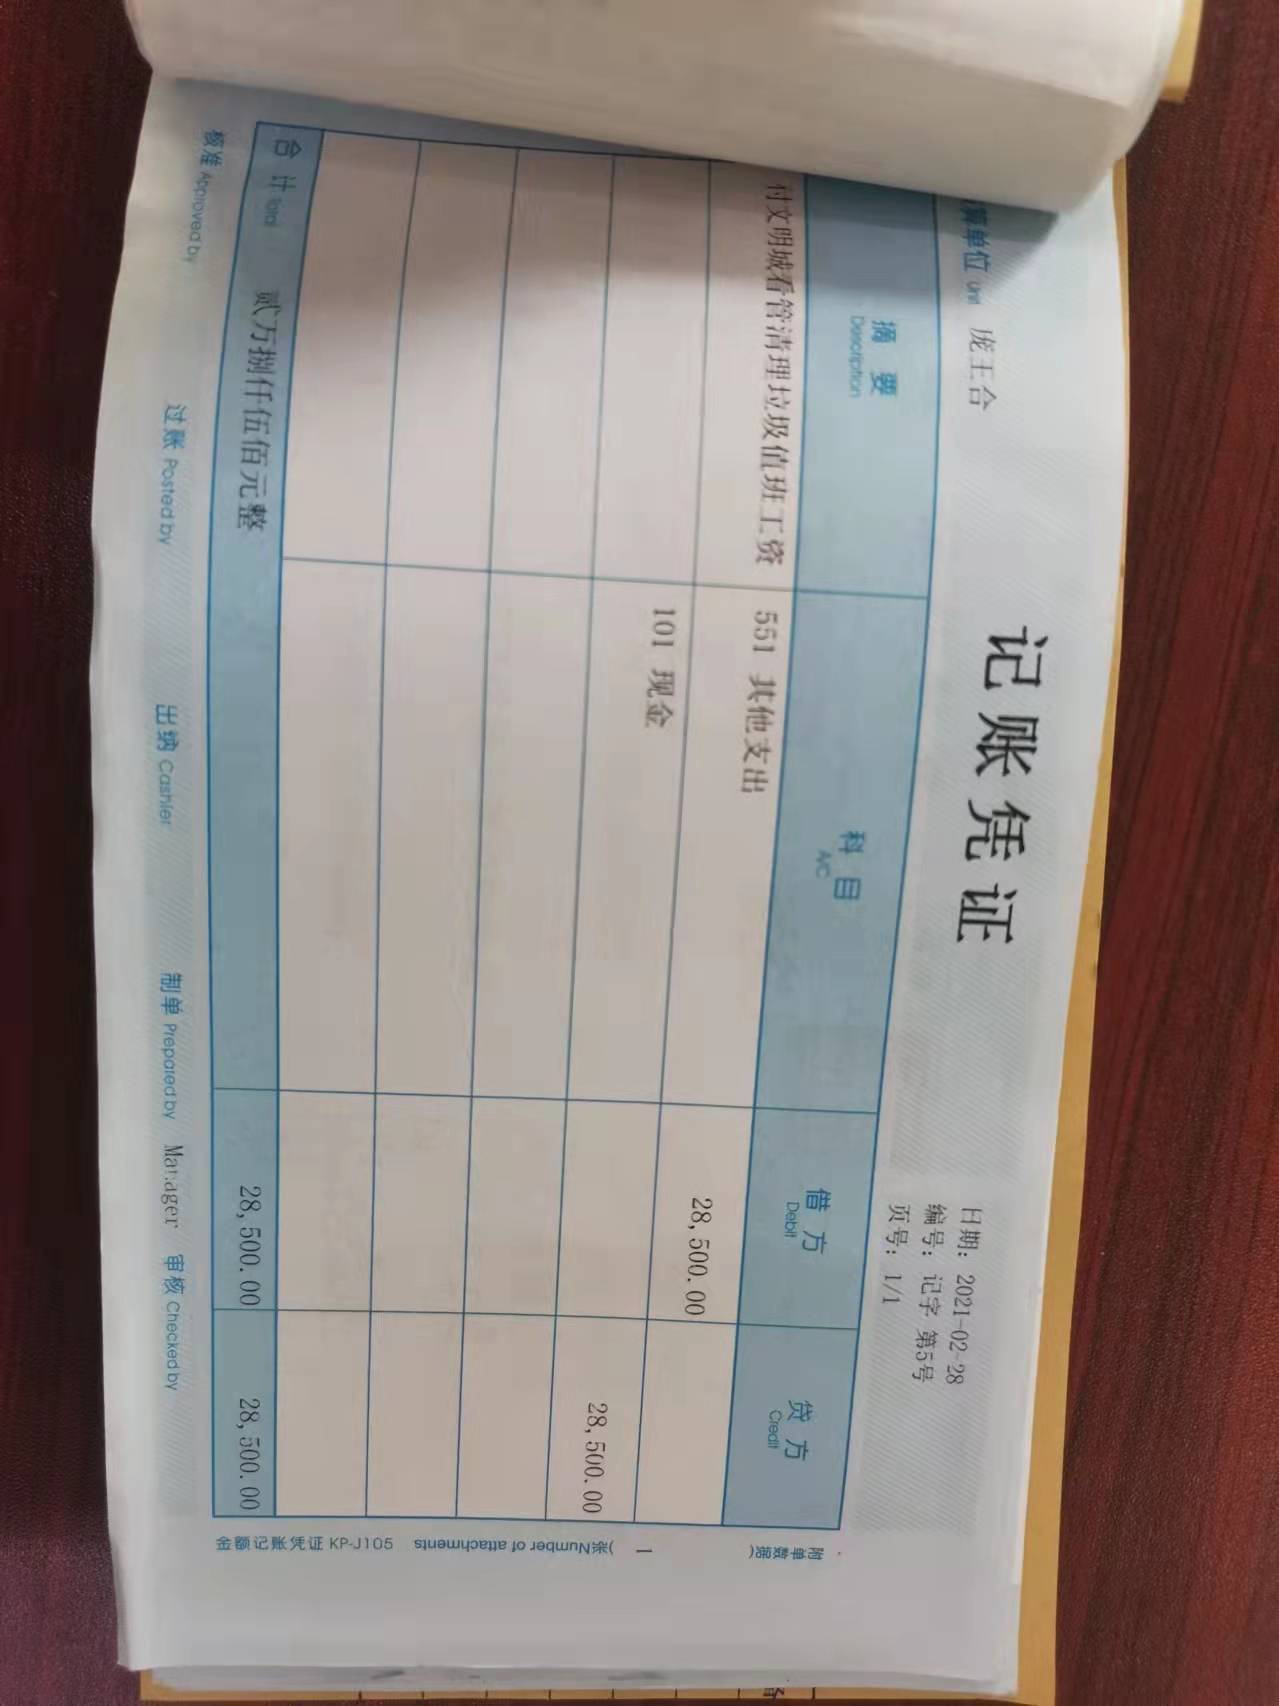 记账凭证
算单位 Unit 庞王合
日期：2021-02-28
编号：记字 第5号
页号：1/1
摘 要 Description 科 目 A/C 借 方 Debit 贷 方 Credit
付文明城看管清理垃圾值班工资 551 其他支出 28,500.00
101 现金 28,500.00
合 计 Total 贰万捌仟伍佰元整 28,500.00 28,500.00
核准 Approved by 过账 Posted by 出纳 Cashier 制单 Prepared by Manager 审核 Checked by
附单数据( 1 )张 Number of attachments
金额记账凭证 KP-J105